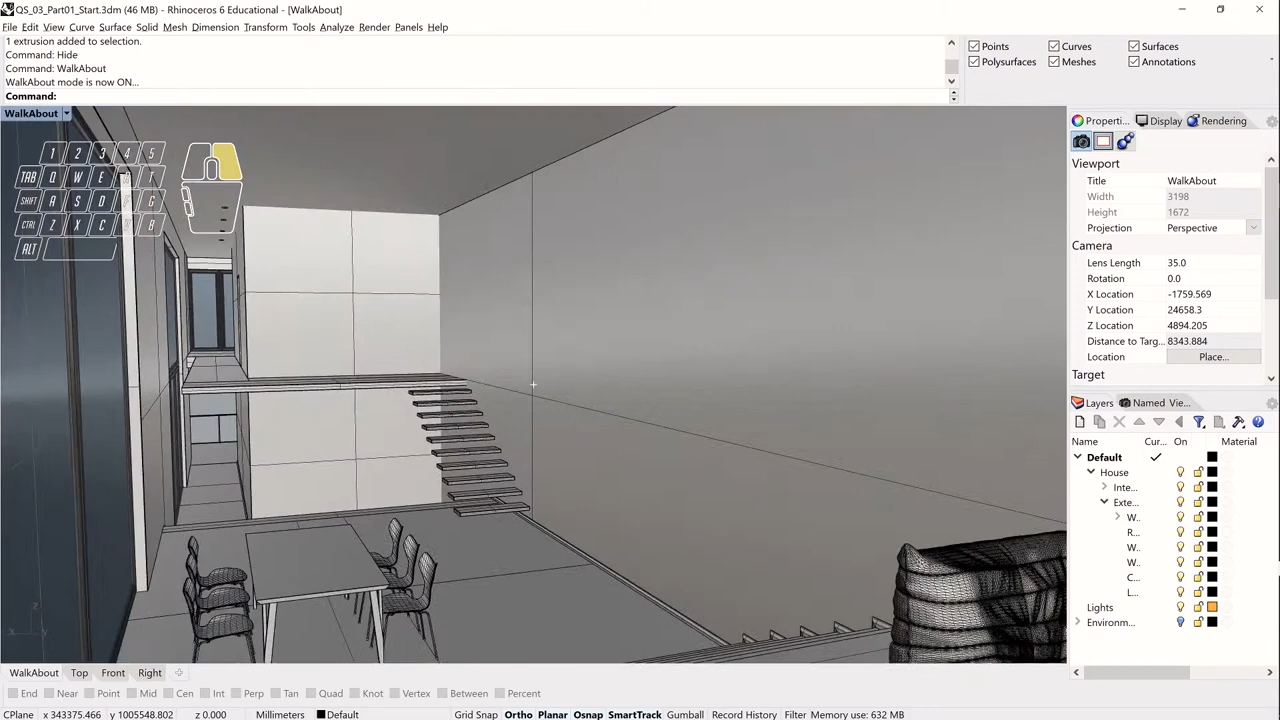 QS_03_Part01_Start.3dm (46 MB) - Rhinoceros 6 Educational - [WalkAbout]
File Edit View Curve Surface Solid Mesh Dimension Transform Tools Analyze Render Panels Help
1 extrusion added to selection.
Command: Hide
Command: WalkAbout
WalkAbout mode is now ON...
Command:
Points Curves Surfaces
Polysurfaces Meshes Annotations
WalkAbout
1 2 3 4 5
TAB Q W E T
SHIFT A S D G
CTRL Z X C B
ALT
Properti... Display Rendering
Viewport
Title WalkAbout
Width 3198
Height 1672
Projection Perspective
Camera
Lens Length 35.0
Rotation 0.0
X Location -1759.569
Y Location 24658.3
Z Location 4894.205
Distance to Targ... 8343.884
Location Place...
Target
Layers Named Vie...
Name Cur... On Material
Default
House
Inte...
Exte...
W..
R...
W...
W...
C...
L...
Lights
Environm...
z
x y
WalkAbout Top Front Right
End Near Point Mid Cen Int Perp Tan Quad Knot Vertex Between Percent
CPlane x 343375.466 y 1005548.802 z 0.000 Millimeters Default Grid Snap Ortho Planar Osnap SmartTrack Gumball Record History Filter Memory use: 632 MB